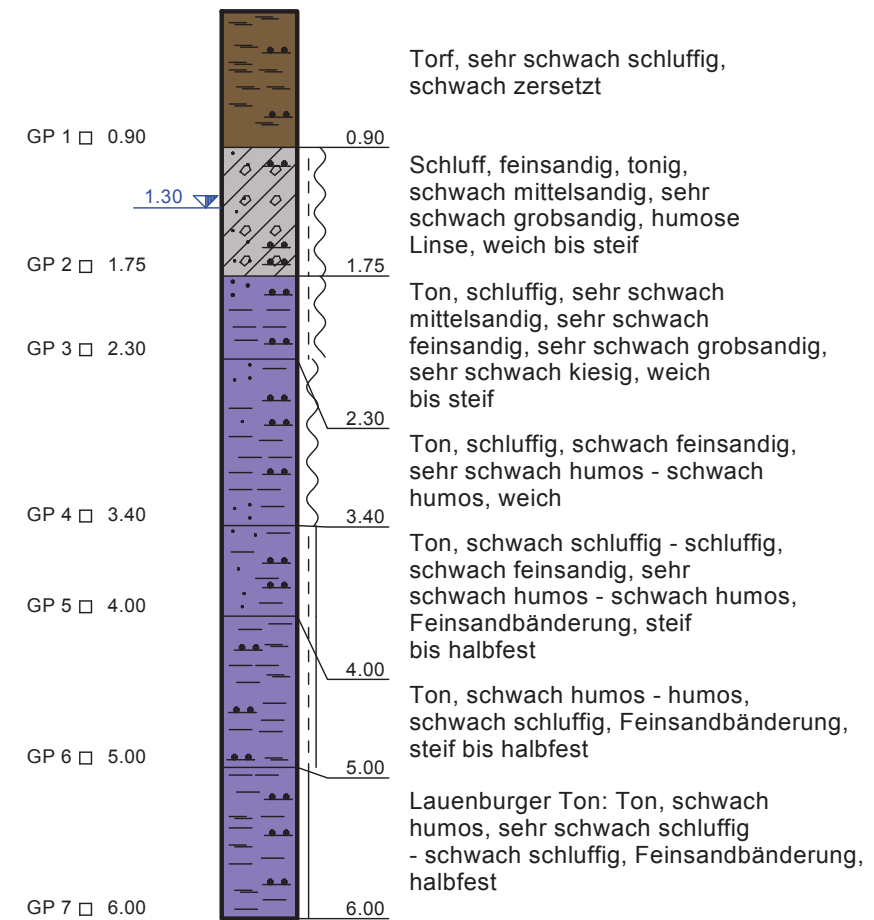 Torf, sehr schwach schluffig,
schwach zersetzt
GP 1 0.90 0.90
Schluff, feinsandig, tonig,
schwach mittelsandig, sehr
1.30
schwach grobsandig, humose
Linse, weich bis steif
GP 2 1.75 1.75
Ton, schluffig, sehr schwach
mittelsandig, sehr schwach
feinsandig, sehr schwach grobsandig,
GP 3 2.30
sehr schwach kiesig, weich
bis steif
2.30
Ton, schluffig, schwach feinsandig,
sehr schwach humos - schwach
humos, weich
GP 4 3.40 3.40
Ton, schwach schluffig - schluffig,
schwach feinsandig, sehr
schwach humos - schwach humos,
GP 5 4.00
Feinsandbänderung, steif
bis halbfest
4.00
Ton, schwach humos - humos,
schwach schluffig, Feinsandbänderung,
steif bis halbfest
GP 6 5.00 5.00
Lauenburger Ton: Ton, schwach
humos, sehr schwach schluffig
- schwach schluffig, Feinsandbänderung,
halbfest
GP 7 6.00 6.00